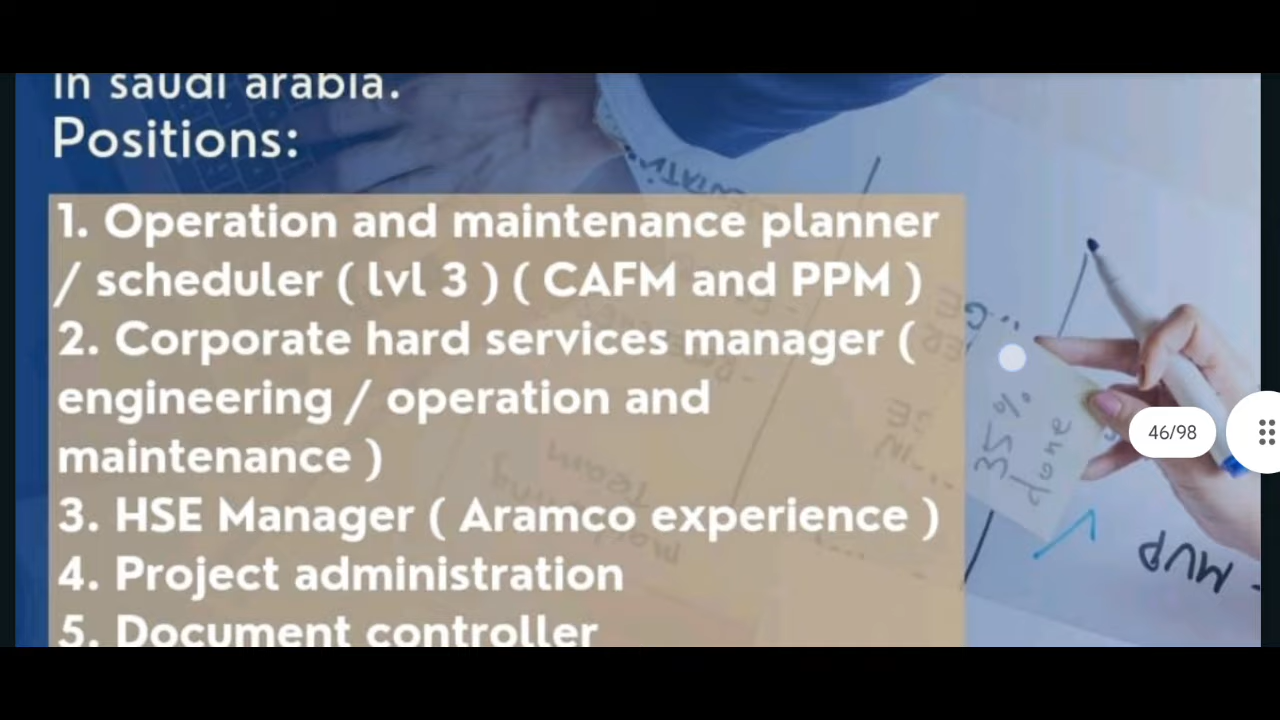 in saudi arabia.
Positions:
1. Operation and maintenance planner
/ scheduler ( lvl 3 ) ( CAFM and PPM )
2. Corporate hard services manager (
engineering / operation and
maintenance )
3. HSE Manager ( Aramco experience )
4. Project administration
5. Document controller
46/98
35%
done
MVP